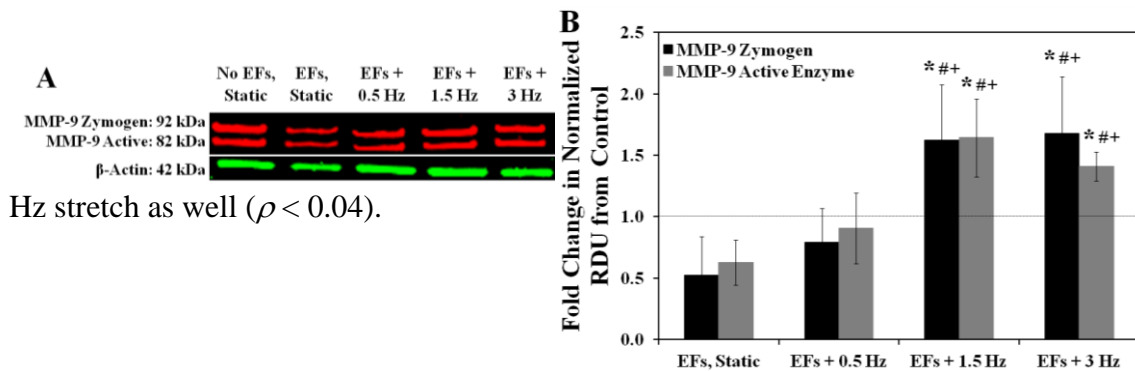 A
No EFs, Static
EFs, Static
EFs + 0.5 Hz
EFs + 1.5 Hz
EFs + 3 Hz
MMP-9 Zymogen: 92 kDa
MMP-9 Active: 82 kDa
β-Actin: 42 kDa
Hz stretch as well (ρ < 0.04).
B
Fold Change in Normalized
RDU from Control
2.5
2.0
1.5
1.0
0.5
0.0
MMP-9 Zymogen
MMP-9 Active Enzyme
* #+
* #+
* #+
* #+
EFs, Static
EFs + 0.5 Hz
EFs + 1.5 Hz
EFs + 3 Hz